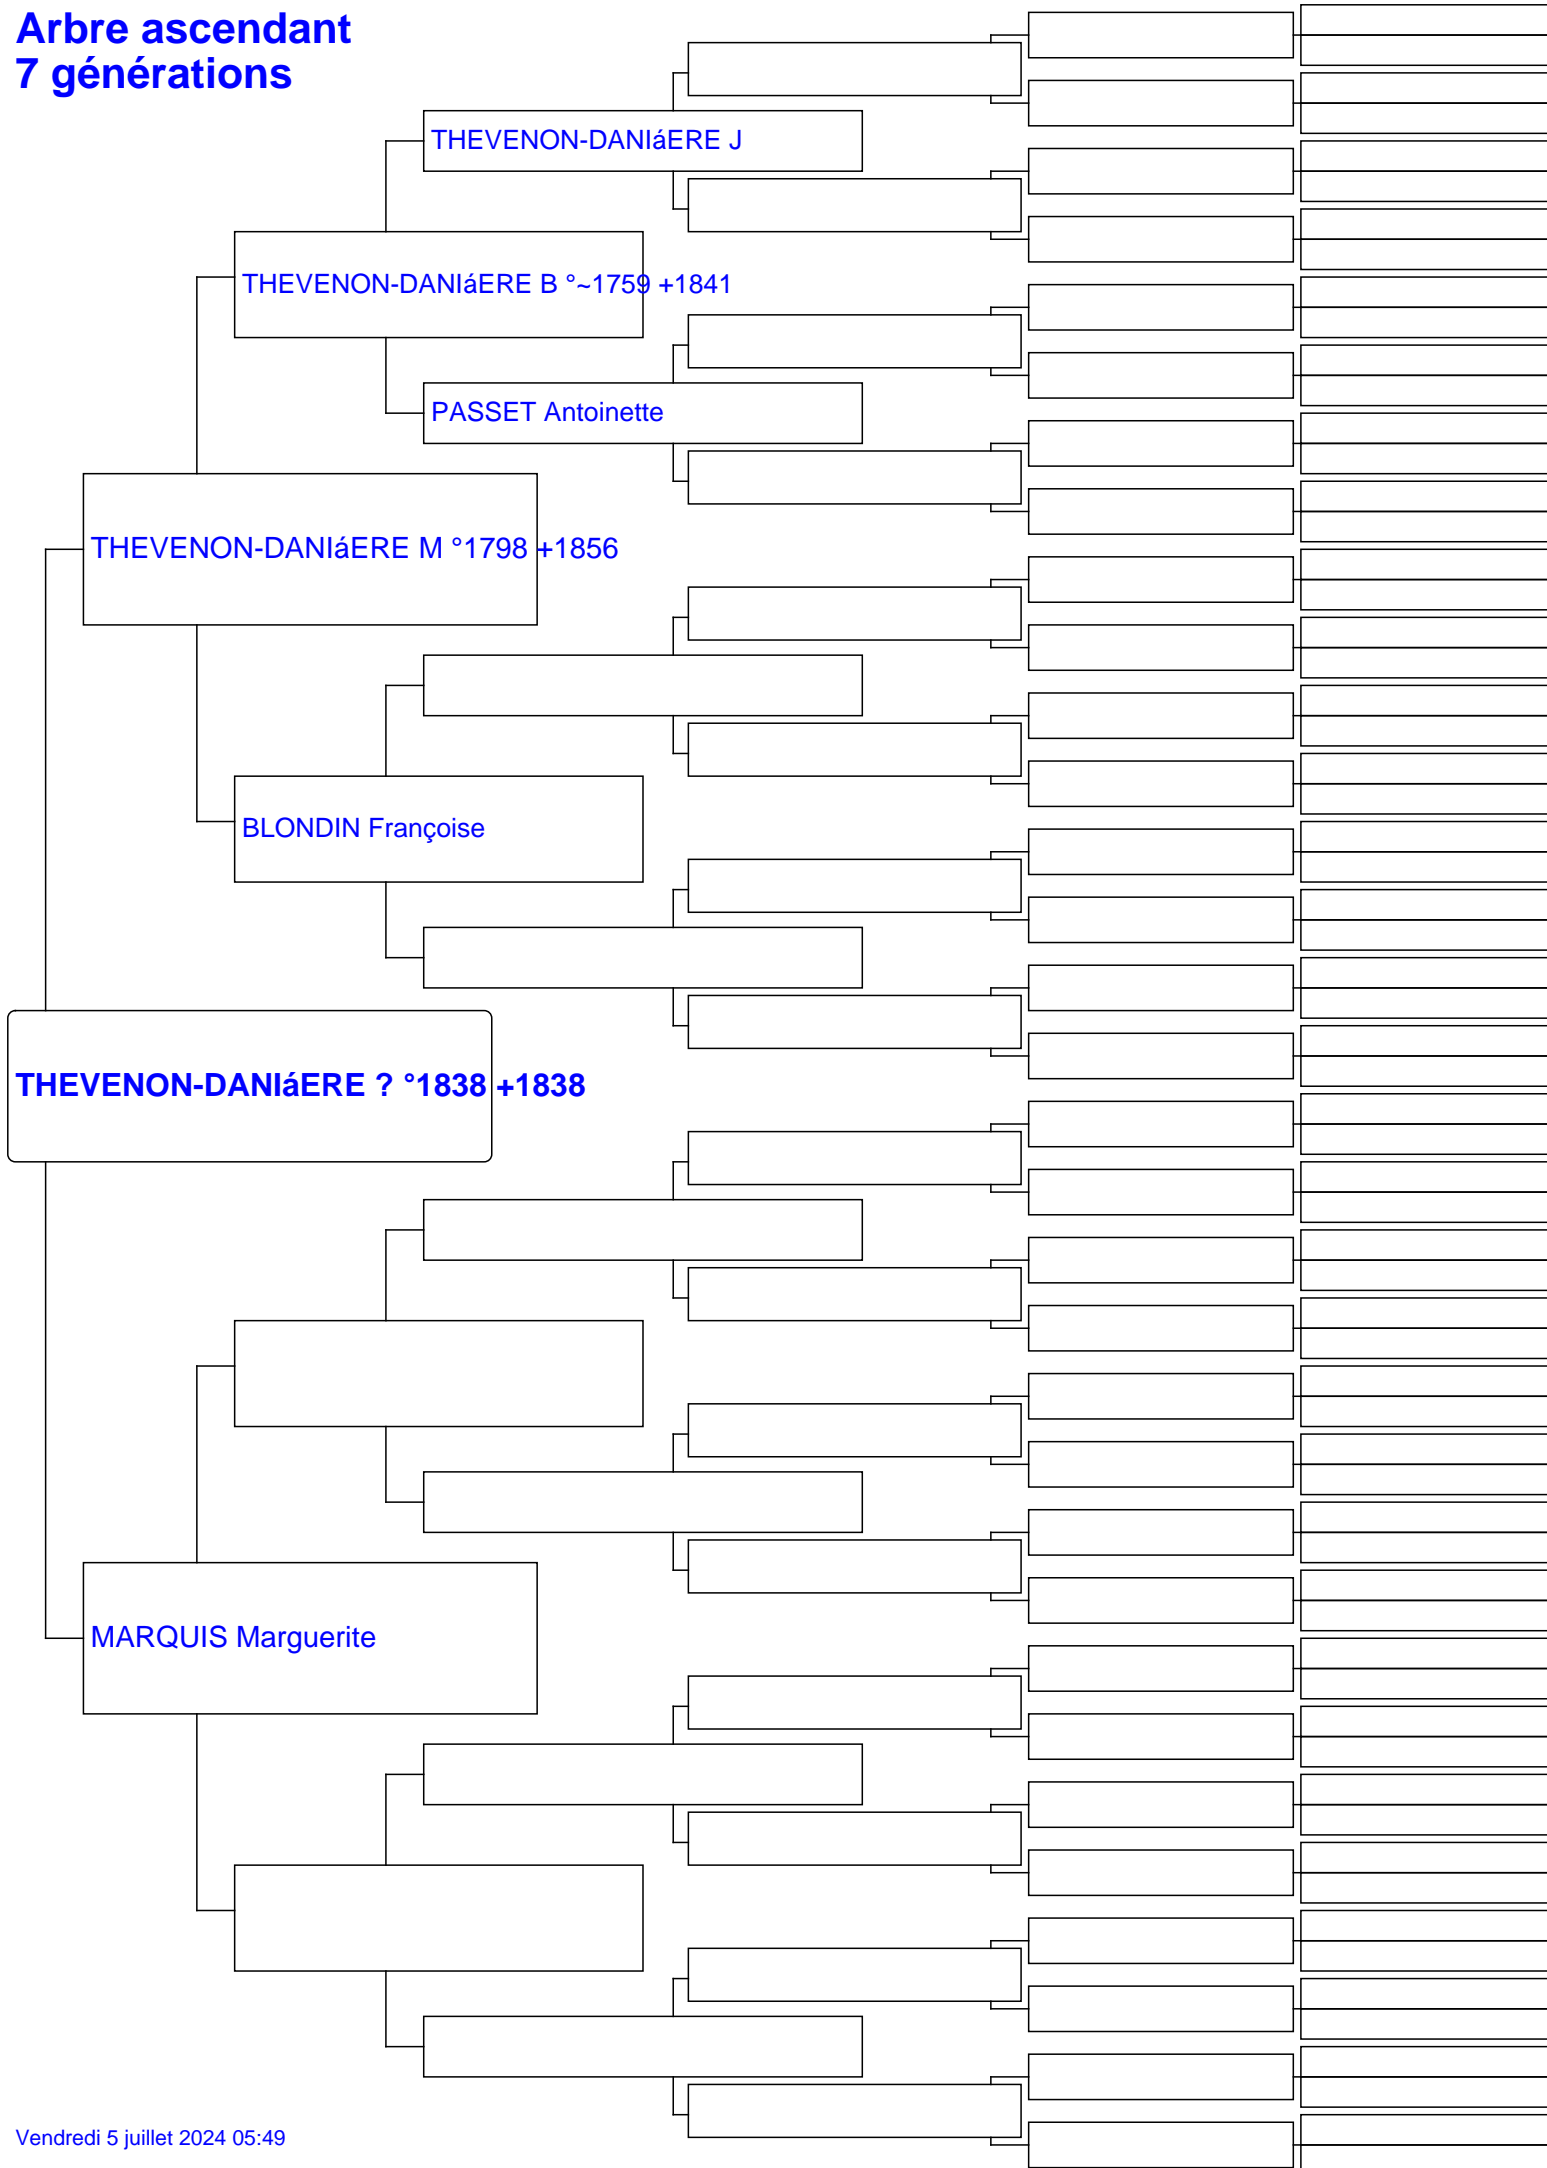 Arbre ascendant
7 générations
THEVENON-DANIáERE J
THEVENON-DANIáERE B °~1759 +1841
PASSET Antoinette
THEVENON-DANIáERE M °1798 +1856
BLONDIN Françoise
THEVENON-DANIáERE ? °1838 +1838
MARQUIS Marguerite
Vendredi 5 juillet 2024 05:49